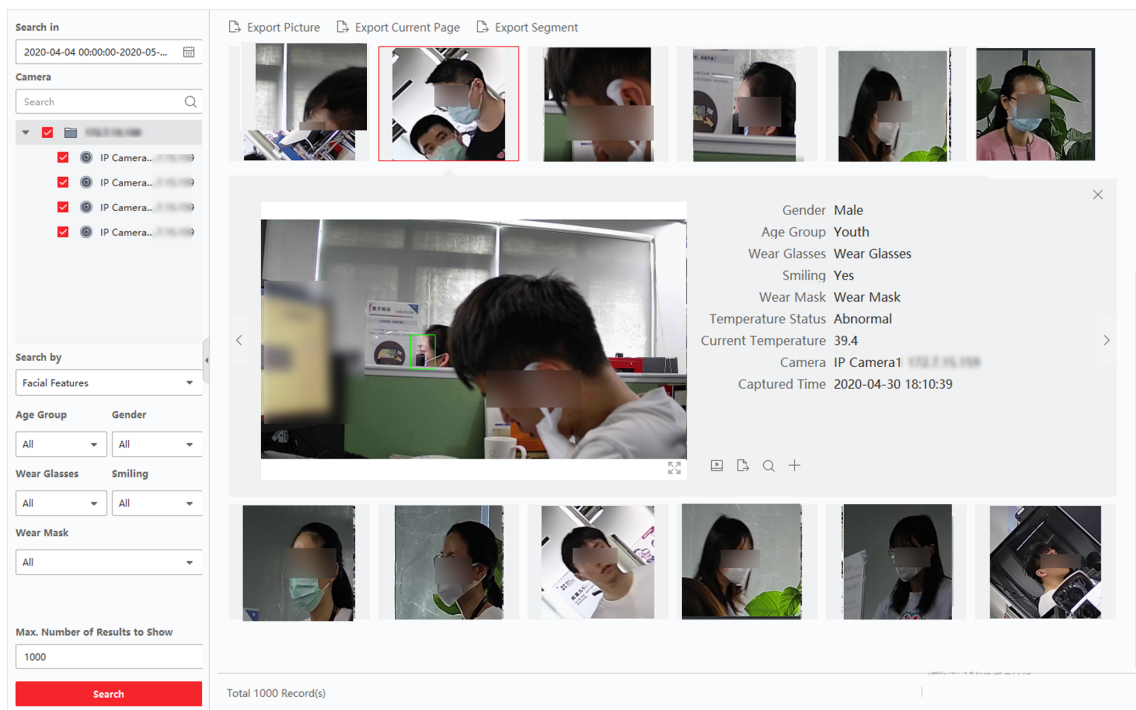 Search in
2020-04-04 00:00:00-2020-05-...
Camera
Search
IP Camera..
IP Camera..
IP Camera..
IP Camera..
Search by
Facial Features
Age Group Gender
All All
Wear Glasses Smiling
All All
Wear Mask
All
Max. Number of Results to Show
1000
Search
Export Picture Export Current Page Export Segment
Gender Male
Age Group Youth
Wear Glasses Wear Glasses
Smiling Yes
Wear Mask Wear Mask
Temperature Status Abnormal
Current Temperature 39.4
Camera IP Camera1
Captured Time 2020-04-30 18:10:39
Total 1000 Record(s)